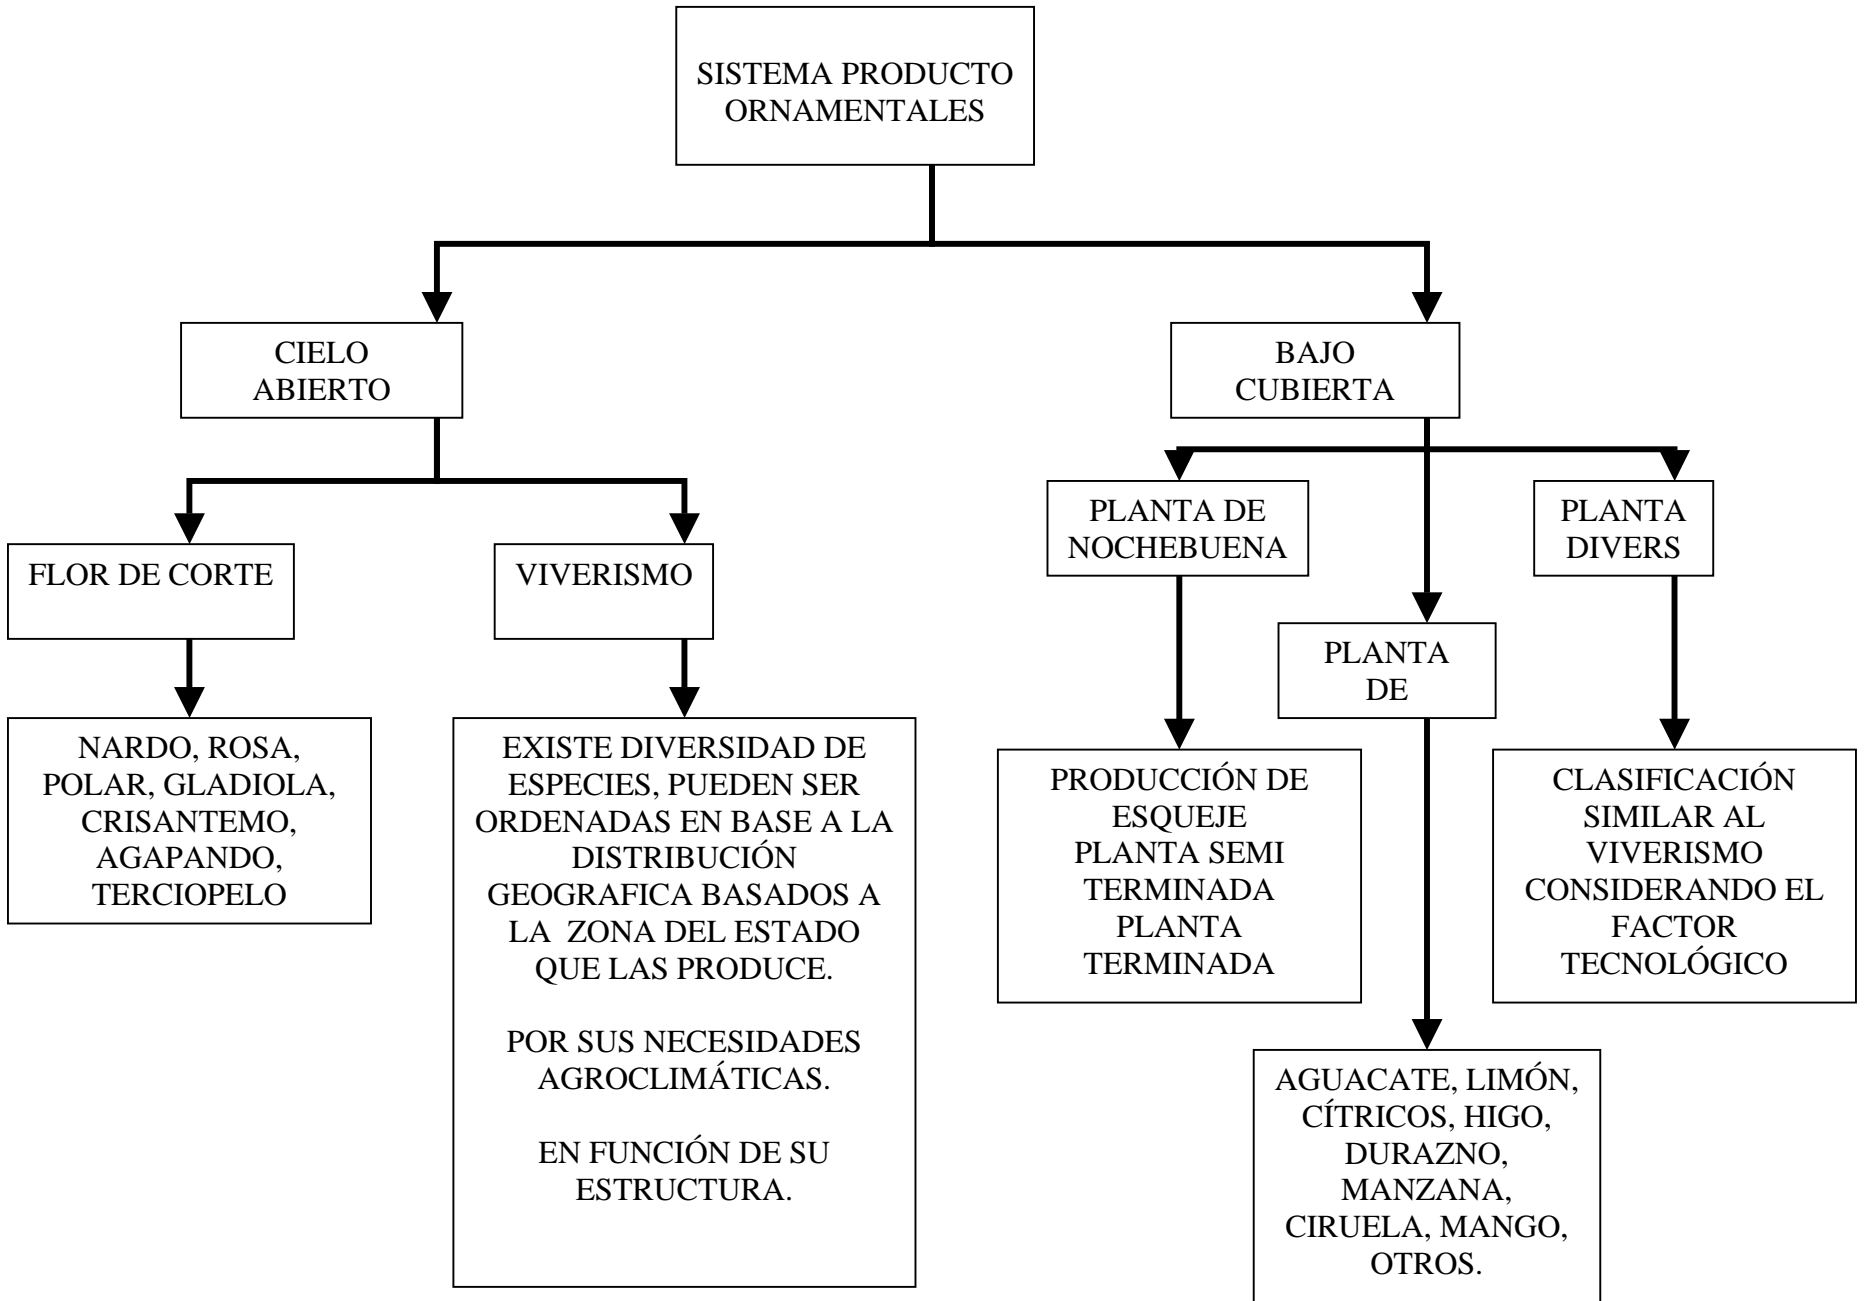 SISTEMA PRODUCTO
ORNAMENTALES
CIELO
ABIERTO
BAJO
CUBIERTA
FLOR DE CORTE
VIVERISMO
PLANTA DE
NOCHEBUENA
PLANTA
DE
PLANTA
DIVERS
NARDO, ROSA,
POLAR, GLADIOLA,
CRISANTEMO,
AGAPANDO,
TERCIOPELO
EXISTE DIVERSIDAD DE
ESPECIES, PUEDEN SER
ORDENADAS EN BASE A LA
DISTRIBUCIÓN
GEOGRAFICA BASADOS A
LA ZONA DEL ESTADO
QUE LAS PRODUCE.
POR SUS NECESIDADES
AGROCLIMÁTICAS.
EN FUNCIÓN DE SU
ESTRUCTURA.
PRODUCCIÓN DE
ESQUEJE
PLANTA SEMI
TERMINADA
PLANTA
TERMINADA
AGUACATE, LIMÓN,
CÍTRICOS, HIGO,
DURAZNO,
MANZANA,
CIRUELA, MANGO,
OTROS.
CLASIFICACIÓN
SIMILAR AL
VIVERISMO
CONSIDERANDO EL
FACTOR
TECNOLÓGICO